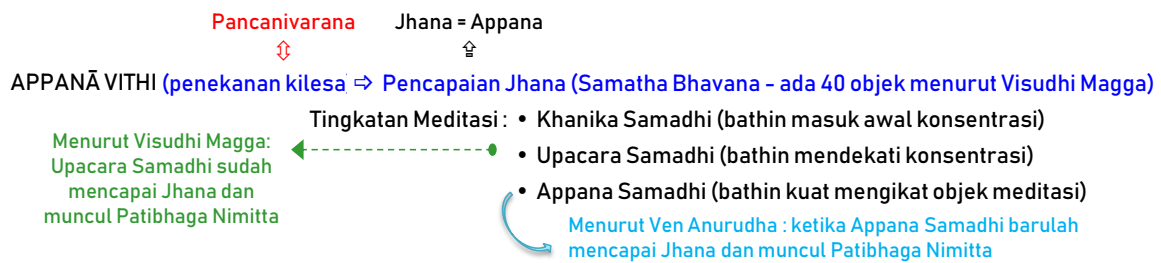 Pancanivarana Jhana = Appana
⇳ ⇪
APPANĀ VITHI (penekanan kilesa) ⇨ Pencapaian Jhana (Samatha Bhavana - ada 40 objek menurut Visudhi Magga)
Tingkatan Meditasi : • Khanika Samadhi (bathin masuk awal konsentrasi)
Menurut Visudhi Magga:
Upacara Samadhi sudah
mencapai Jhana dan
muncul Patibhaga Nimitta
• Upacara Samadhi (bathin mendekati konsentrasi)
• Appana Samadhi (bathin kuat mengikat objek meditasi)
Menurut Ven Anurudha : ketika Appana Samadhi barulah
mencapai Jhana dan muncul Patibhaga Nimitta